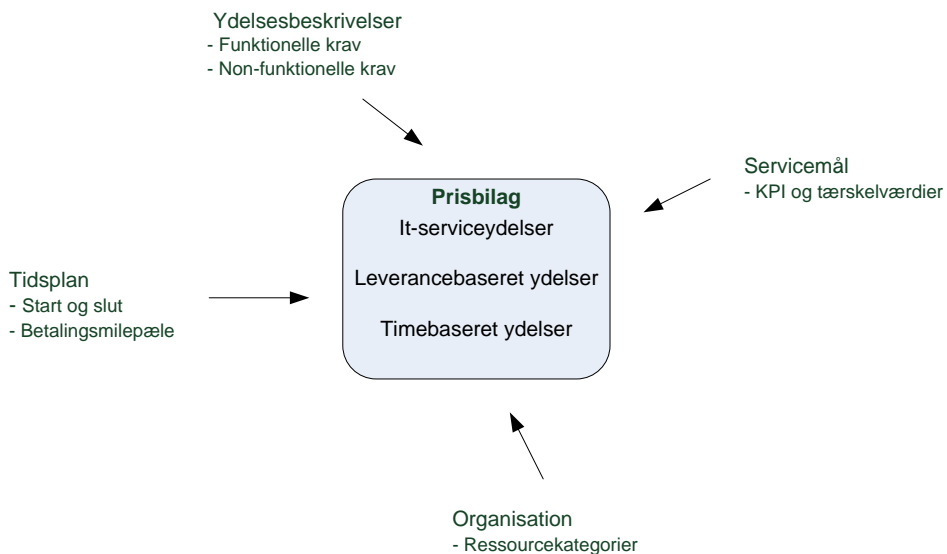 Ydelsesbeskrivelser
- Funktionelle krav
- Non-funktionelle krav
Servicemål
- KPI og tærskelværdier
Prisbilag
It-serviceydelser
Leverancebaseret ydelser
Timebaseret ydelser
Tidsplan
- Start og slut
- Betalingsmilepæle
Organisation
- Ressourcekategorier